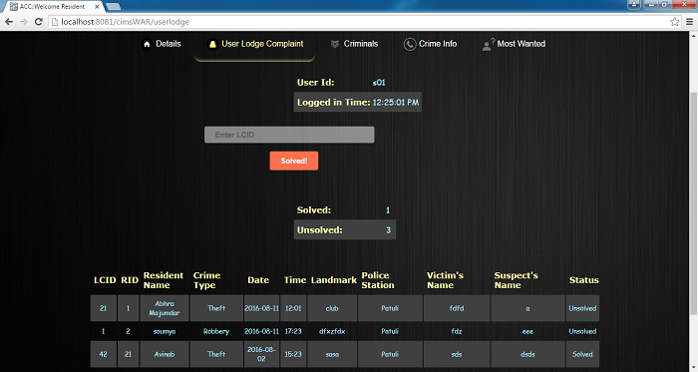 ACC::Welcome Resident
localhost:8081/cimsWAR/userlodge
Details User Lodge Complaint Criminals Crime Info Most Wanted
User Id: s01
Logged in Time: 12:25:01 PM
Enter LCID
Solved!
Solved: 1
Unsolved: 3
LCID RID Resident Name Crime Type Date Time Landmark Police Station Victim's Name Suspect's Name Status
21 1 Abhra Majumdar Theft 2016-08-11 12:01 club Patuli fdfd a Unsolved
1 2 soumya Robbery 2016-08-11 17:23 dfxzfdx Patuli fdz eee Unsolved
42 21 Avinab Theft 2016-08-02 15:23 sasa Patuli sds dsds Solved